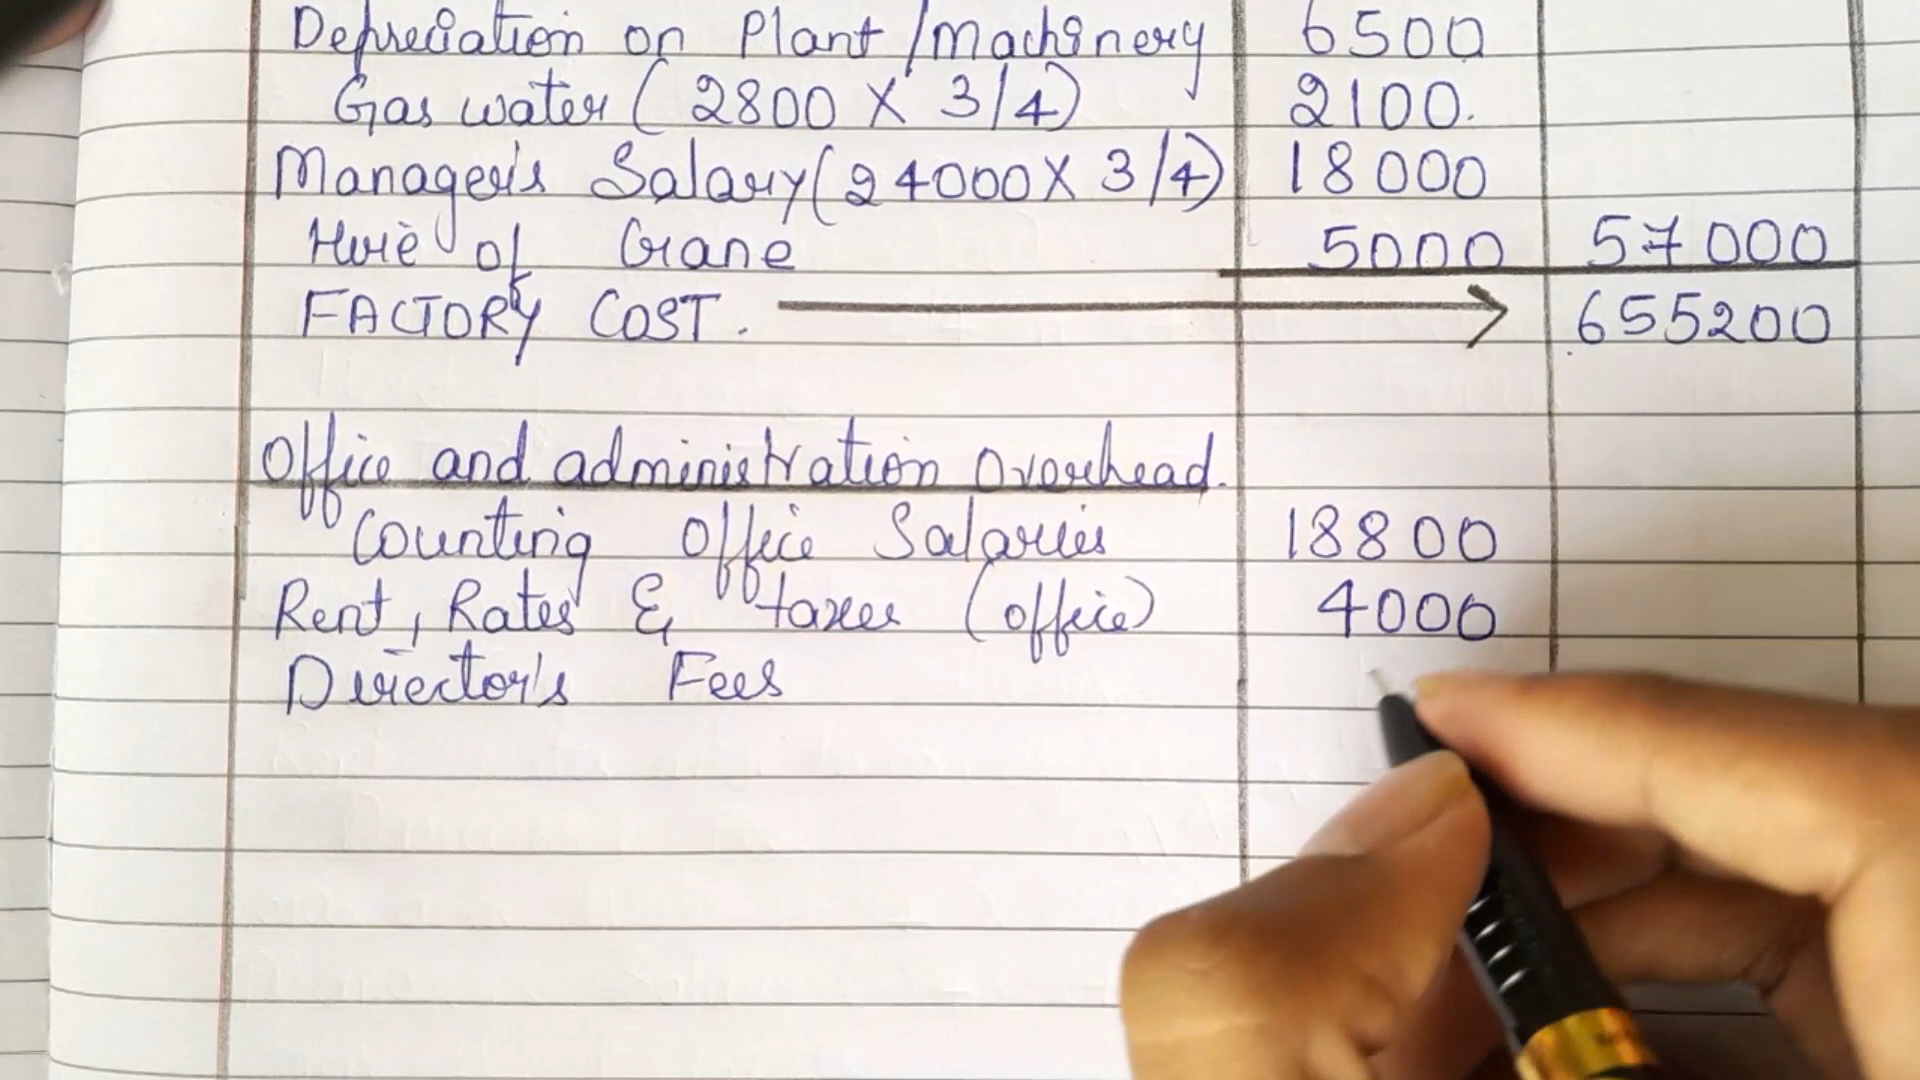 Depreciation on Plant/machinery 6500
Gas water (2800 X 3/4) 2100.
Manager's Salary (24000 X 3/4) 18000
Hire of Crane 5000 57000
FACTORY COST. 655200
Office and administration Overhead.
Counting office Salaries 18800
Rent, Rates & taxes (office) 4000
Director's Fees